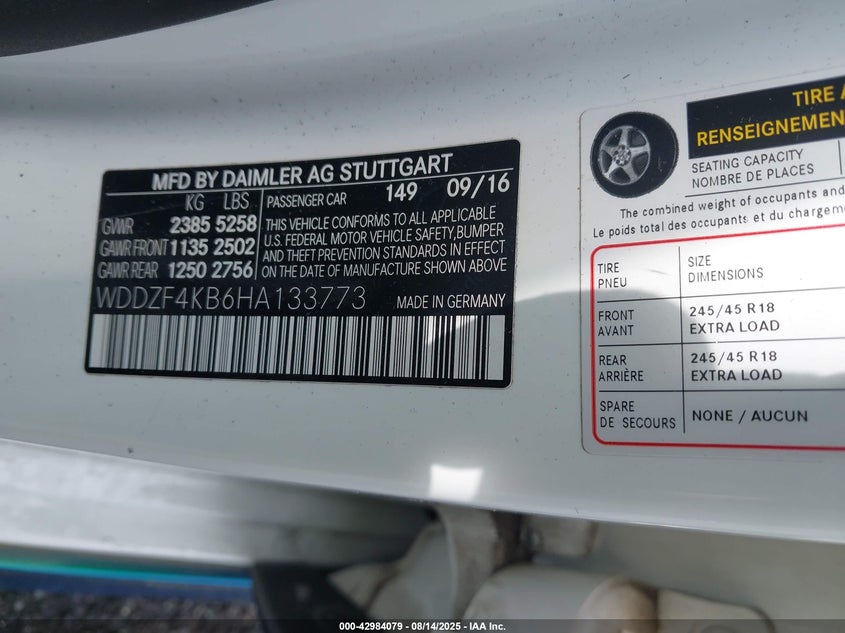 MFD BY DAIMLER AG STUTTGART
KG LBS
GVWR 2385 5258
GAWR FRONT 1135 2502
GAWR REAR 1250 2756
PASSENGER CAR 149 09/16
THIS VEHICLE CONFORMS TO ALL APPLICABLE
U.S. FEDERAL MOTOR VEHICLE SAFETY, BUMPER
AND THEFT PREVENTION STANDARDS IN EFFECT
ON THE DATE OF MANUFACTURE SHOWN ABOVE
WDDZF4KB6HA133773 MADE IN GERMANY
TIRE
RENSEIGNEMEN
SEATING CAPACITY
NOMBRE DE PLACES
The combined weight of occupants and
Le poids total des occupants et du chargeme
TIRE SIZE
PNEU DIMENSIONS
FRONT 245/45 R18
AVANT EXTRA LOAD
REAR 245/45 R18
ARRIÈRE EXTRA LOAD
SPARE NONE / AUCUN
DE SECOURS
000-42984079 - 08/14/2025 - IAA Inc.